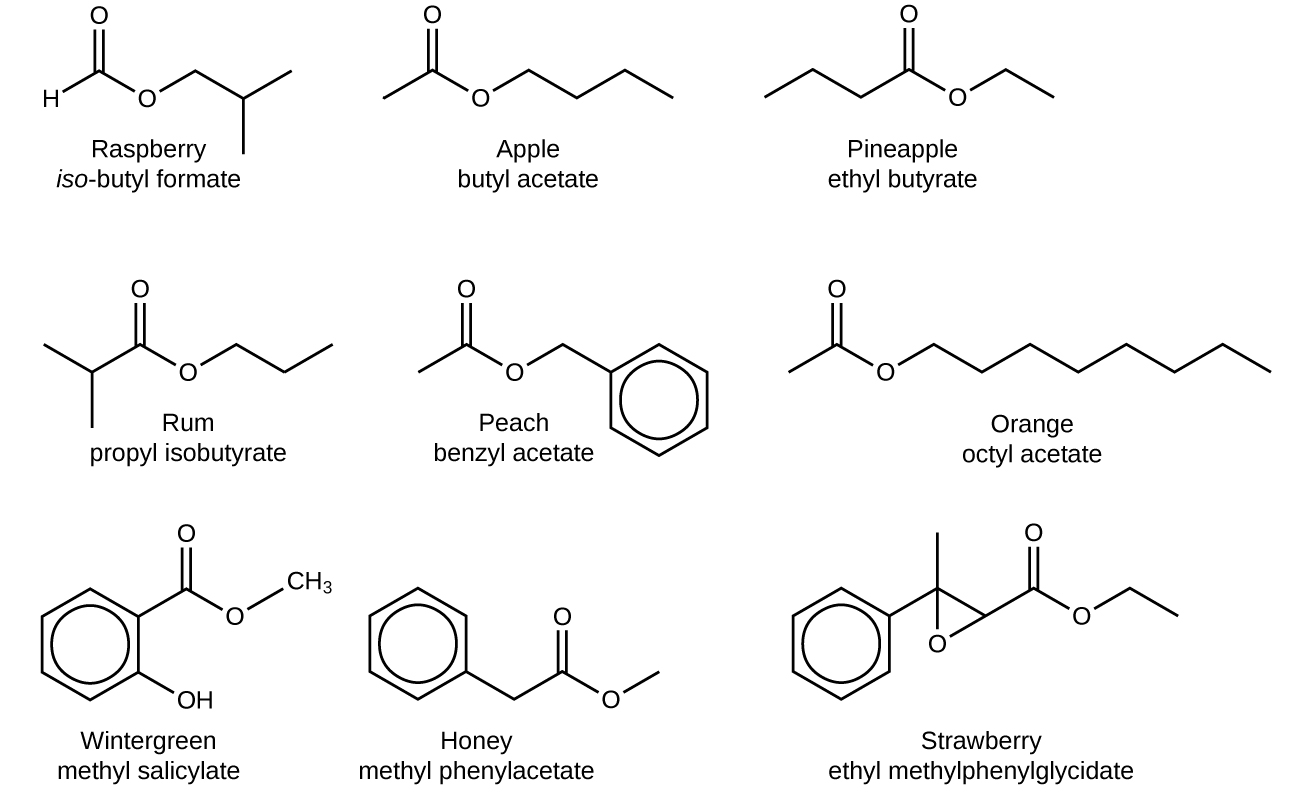 O
H
O
Raspberry
iso-butyl formate
O
O
Apple
butyl acetate
O
O
Pineapple
ethyl butyrate
O
O
Rum
propyl isobutyrate
O
O
Peach
benzyl acetate
O
O
Orange
octyl acetate
O
CH3
O
OH
Wintergreen
methyl salicylate
O
O
Honey
methyl phenylacetate
O
O
O
Strawberry
ethyl methylphenylglycidate